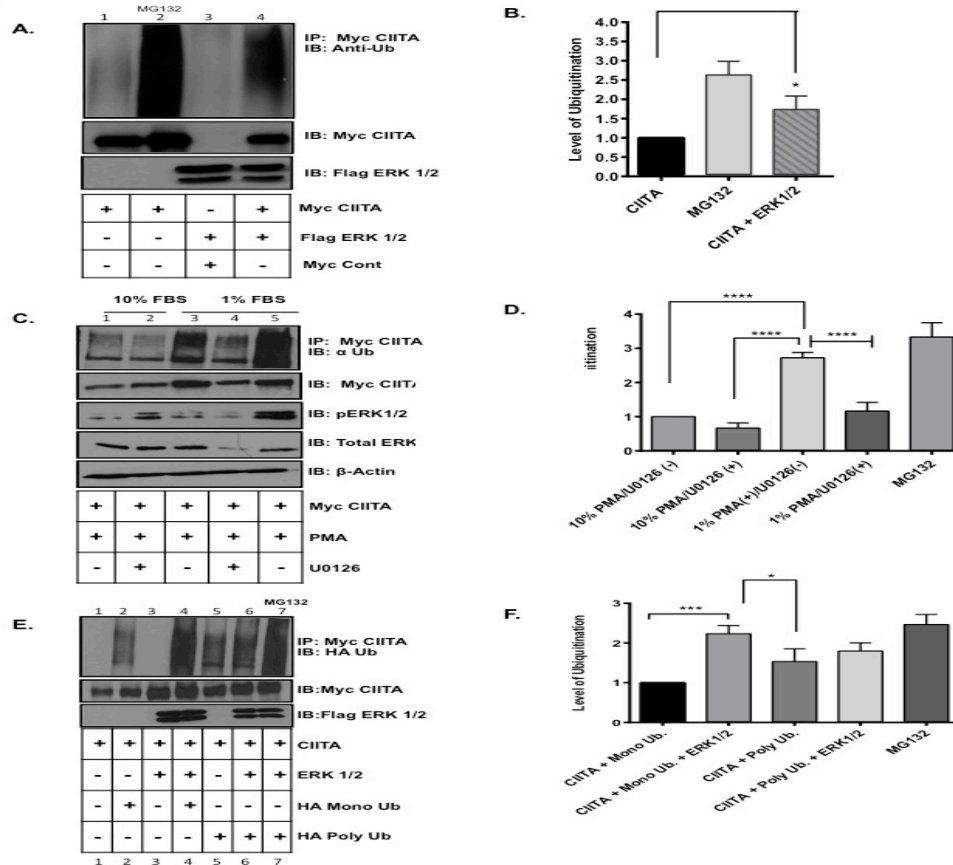 A.
MG132
1 2 3 4
IP: Myc CIITA
IB: Anti-Ub
IB: Myc CIITA
IB: Flag ERK 1/2
+ + - + Myc CIITA
- - + + Flag ERK 1/2
- - + - Myc Cont
B.
Level of Ubiquitination
4.0
3.5
3.0
2.5
2.0
1.5
1.0
0.5
0.0
*
CIITA
MG132
CIITA + ERK1/2
C.
10% FBS 1% FBS
1 2 3 4 5
IP: Myc CIITA
IB: α Ub
IB: Myc CIITA
IB: pERK1/2
IB: Total ERK
IB: β-Actin
+ + + + + Myc CIITA
+ + + + + PMA
- + - + - U0126
D.
itination
4
3
2
1
0
****
**** ****
10% PMA/U0126 (-)
10% PMA/U0126 (+)
1% PMA(+)/U0126(-)
1% PMA/U0126(+)
MG132
E.
MG132
1 2 3 4 5 6 7
IP: Myc CIITA
IB: HA Ub
IB:Myc CIITA
IB:Flag ERK 1/2
+ + + + + + + CIITA
- - + + - + + ERK 1/2
- + - + - - - HA Mono Ub
- - - - + + + HA Poly Ub
1 2 3 4 5 6 7
F.
Level of Ubiquitination
3
2
1
0
*** *
CIITA + Mono Ub.
CIITA + Mono Ub. + ERK1/2
CIITA + Poly Ub.
CIITA + Poly Ub. + ERK1/2
MG132